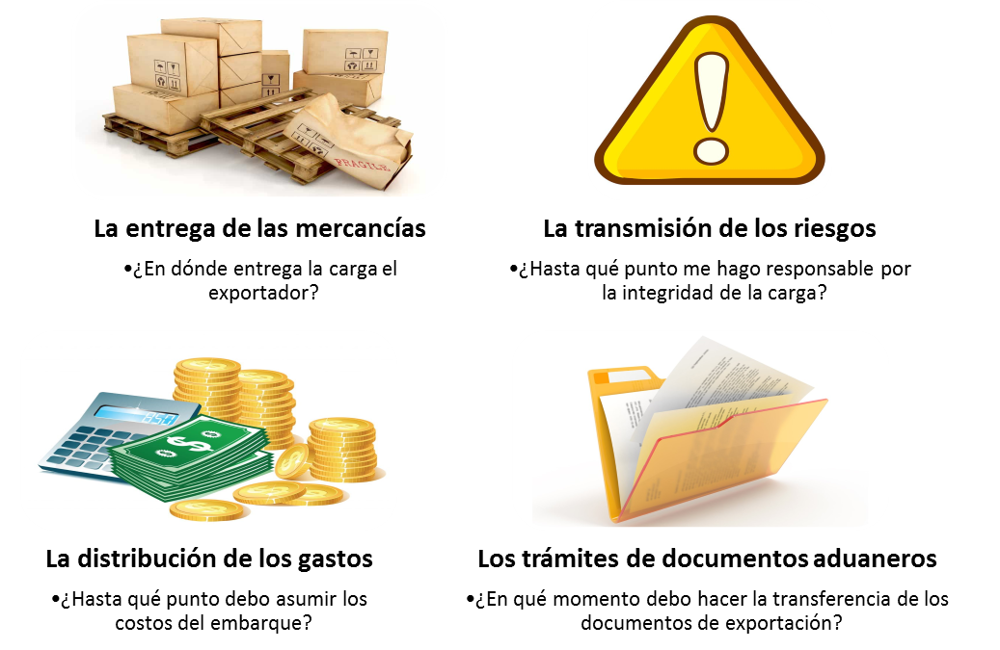 FRAGILE
La entrega de las mercancías
•¿En dónde entrega la carga el
exportador?
La transmisión de los riesgos
•¿Hasta qué punto me hago responsable por
la integridad de la carga?
La distribución de los gastos
•¿Hasta qué punto debo asumir los
costos del embarque?
Los trámites de documentos aduaneros
•¿En qué momento debo hacer la transferencia de los
documentos de exportación?